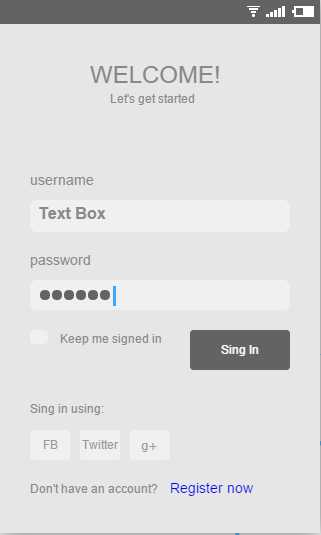 WELCOME!
Let's get started
username
Text Box
password
Keep me signed in
Sing In
Sing in using:
FB
Twitter
g+
Don't have an account? Register now